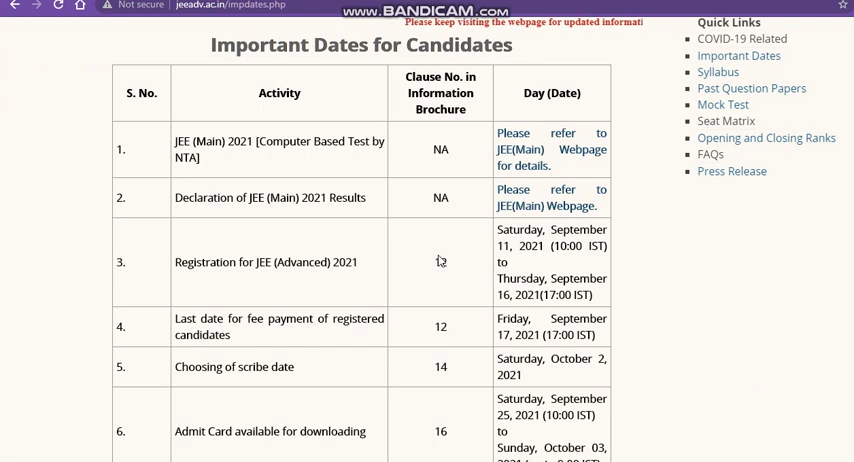 Not secure | jeeadv.ac.in/impdates.php
www.BANDICAM.com
Please keep visiting the webpage for updated informati
Important Dates for Candidates
S. No.
Activity
Clause No. in
Information
Brochure
Day (Date)
1.
JEE (Main) 2021 [Computer Based Test by
NTA]
NA
Please refer to
JEE(Main) Webpage
for details.
2.
Declaration of JEE (Main) 2021 Results
NA
Please refer to
JEE(Main) Webpage.
3.
Registration for JEE (Advanced) 2021
Saturday, September
11, 2021 (10:00 IST)
to
Thursday, September
16, 2021(17:00 IST)
4.
Last date for fee payment of registered
candidates
12
Friday, September
17, 2021 (17:00 IST)
5.
Choosing of scribe date
14
Saturday, October 2,
2021
6.
Admit Card available for downloading
16
Saturday, September
25, 2021 (10:00 IST)
to
Sunday, October 03,
Quick Links
COVID-19 Related
Important Dates
Syllabus
Past Question Papers
Mock Test
Seat Matrix
Opening and Closing Ranks
FAQs
Press Release